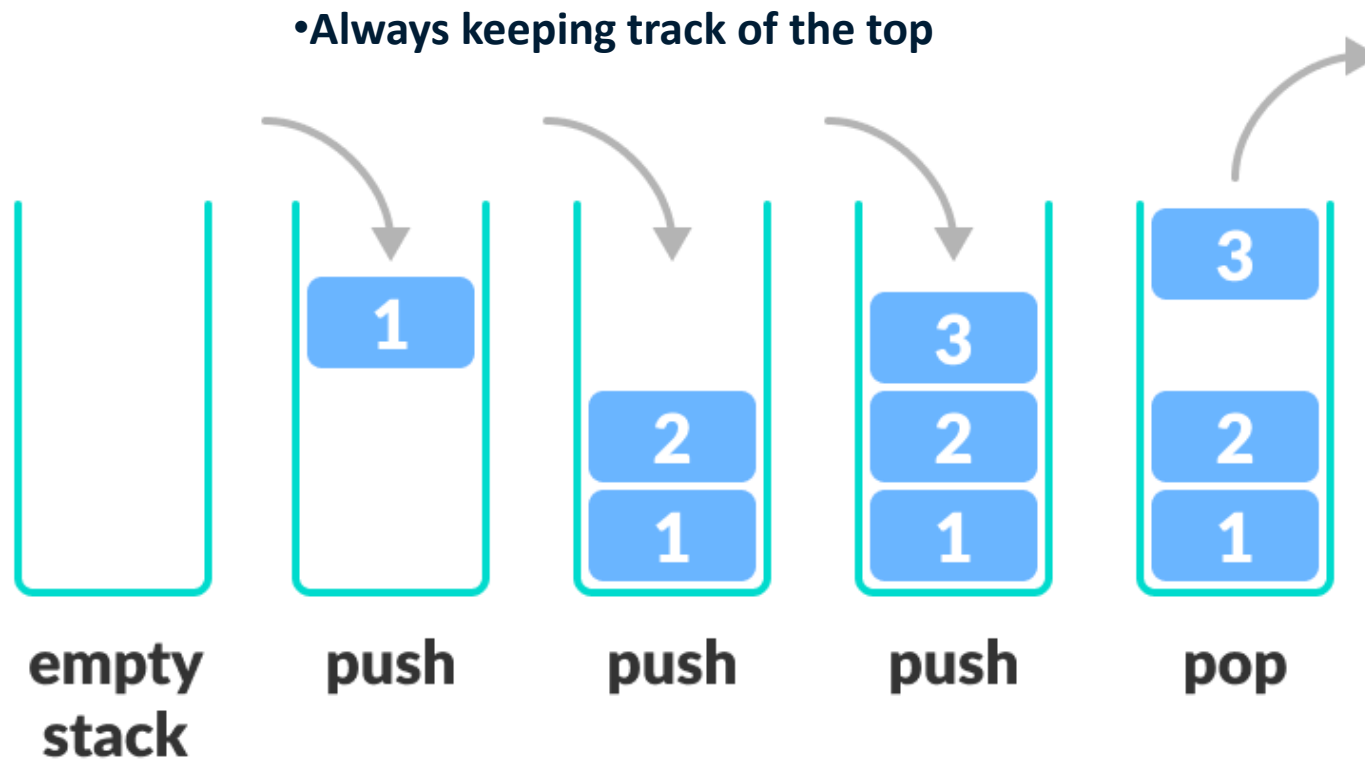 •Always keeping track of the top
1
2
1
3
2
1
3
2
1
empty
stack
push
push
push
pop